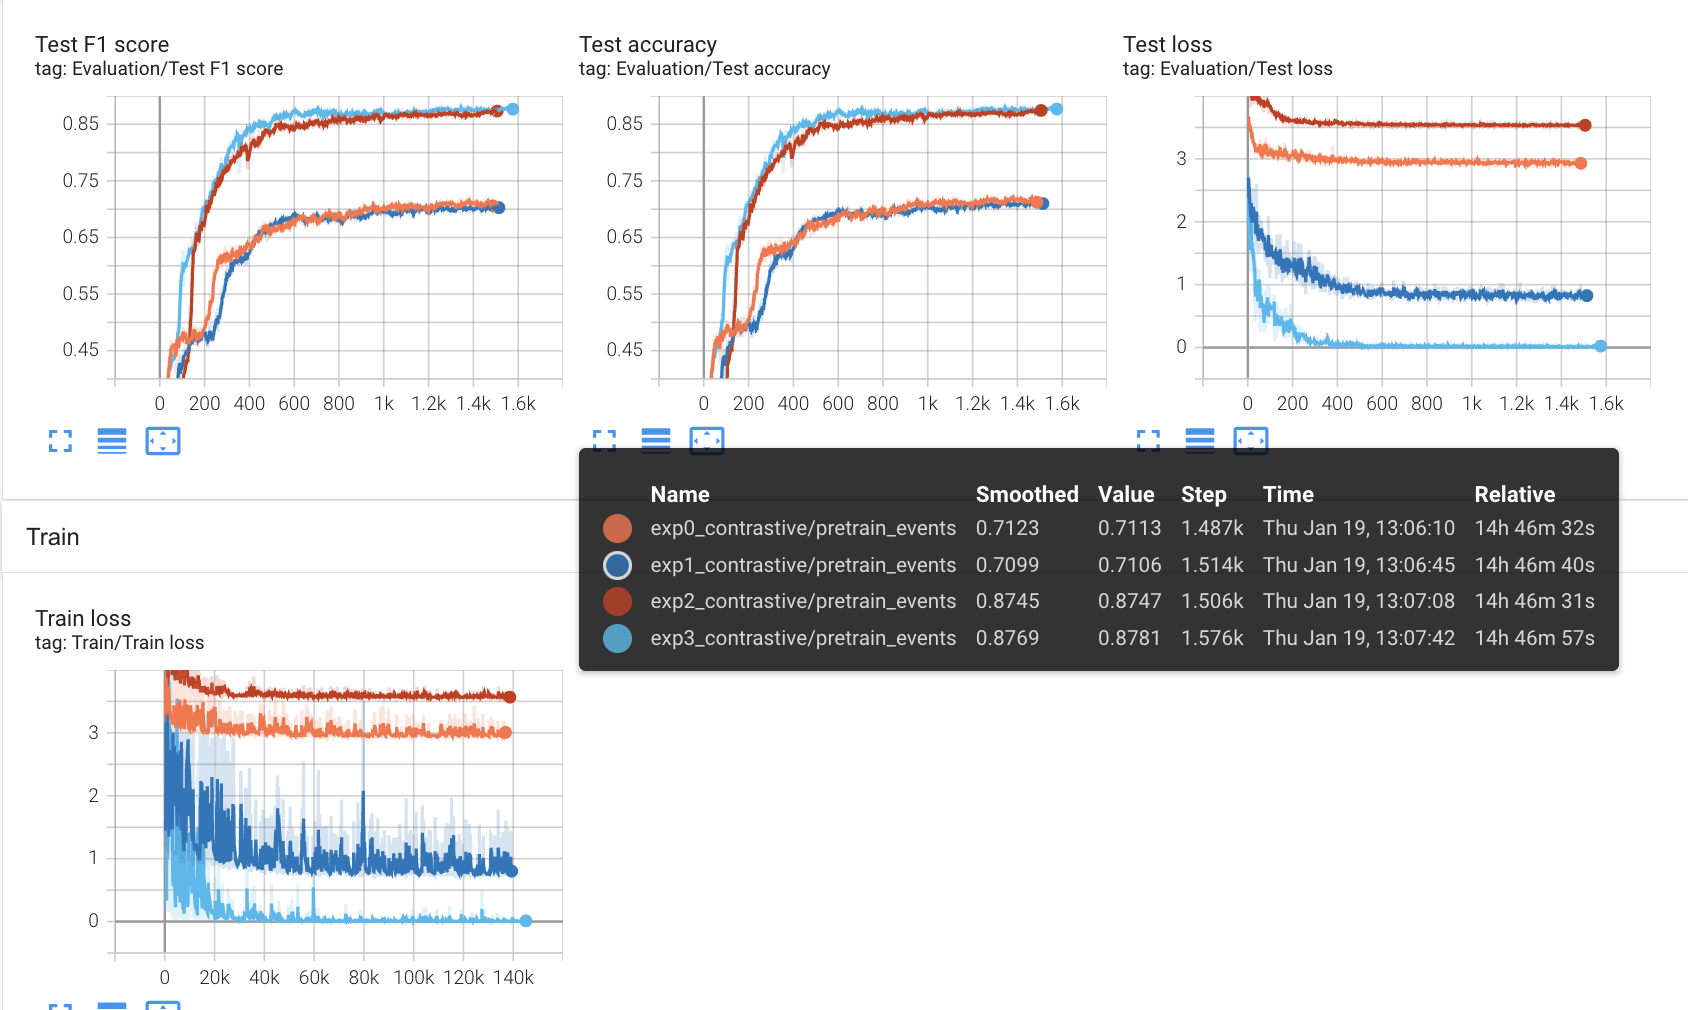 Test F1 score
tag: Evaluation/Test F1 score
0.85
0.75
0.65
0.55
0.45
0 200 400 600 800 1k 1.2k 1.4k 1.6k
Test accuracy
tag: Evaluation/Test accuracy
0.85
0.75
0.65
0.55
0.45
0 200 400 600 800 1k 1.2k 1.4k 1.6k
Test loss
tag: Evaluation/Test loss
3
2
1
0
0 200 400 600 800 1k 1.2k 1.4k 1.6k
Name Smoothed Value Step Time Relative
exp0_contrastive/pretrain_events 0.7123 0.7113 1.487k Thu Jan 19, 13:06:10 14h 46m 32s
exp1_contrastive/pretrain_events 0.7099 0.7106 1.514k Thu Jan 19, 13:06:45 14h 46m 40s
exp2_contrastive/pretrain_events 0.8745 0.8747 1.506k Thu Jan 19, 13:07:08 14h 46m 31s
exp3_contrastive/pretrain_events 0.8769 0.8781 1.576k Thu Jan 19, 13:07:42 14h 46m 57s
Train
Train loss
tag: Train/Train loss
3
2
1
0
0 20k 40k 60k 80k 100k 120k 140k